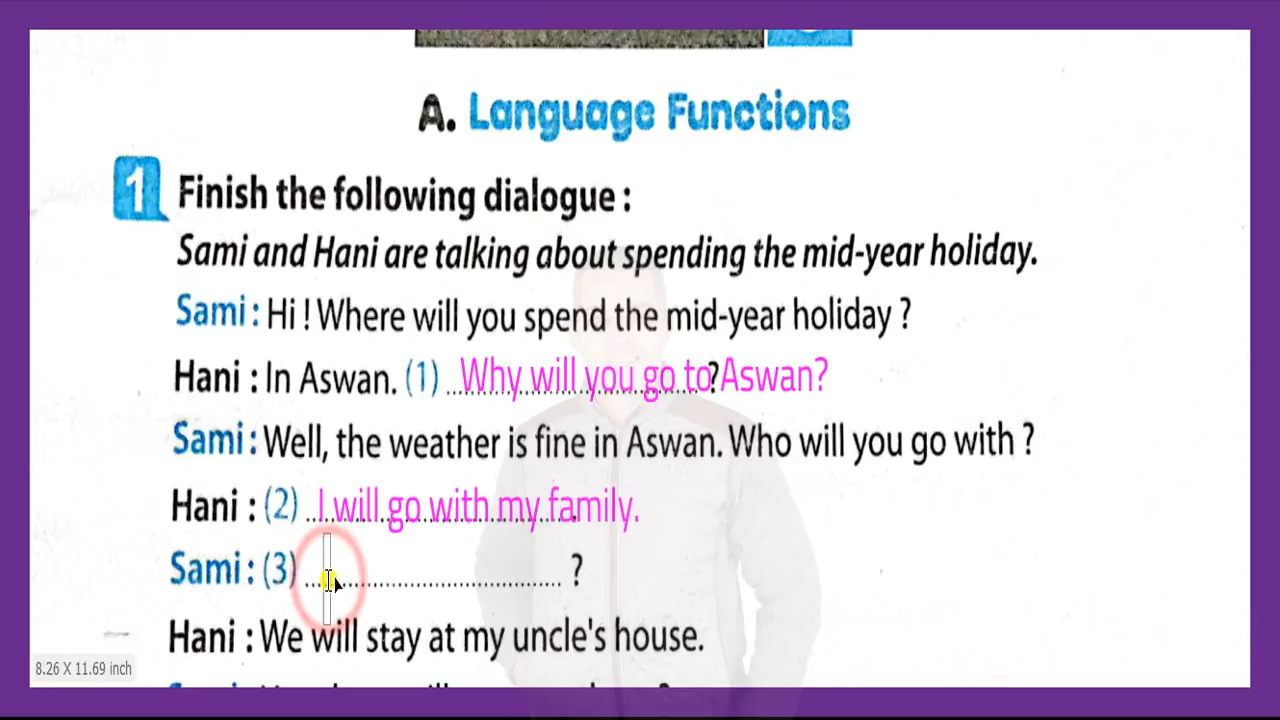 A. Language Functions
1 Finish the following dialogue :
Sami and Hani are talking about spending the mid-year holiday.
Sami : Hi ! Where will you spend the mid-year holiday ?
Hani : In Aswan. (1) ........ Why will you go to Aswan? ?
Sami : Well, the weather is fine in Aswan. Who will you go with ?
Hani : (2) ........ I will go with my family.
Sami : (3) ........ ?
Hani : We will stay at my uncle's house.
8.26 X 11.69 inch